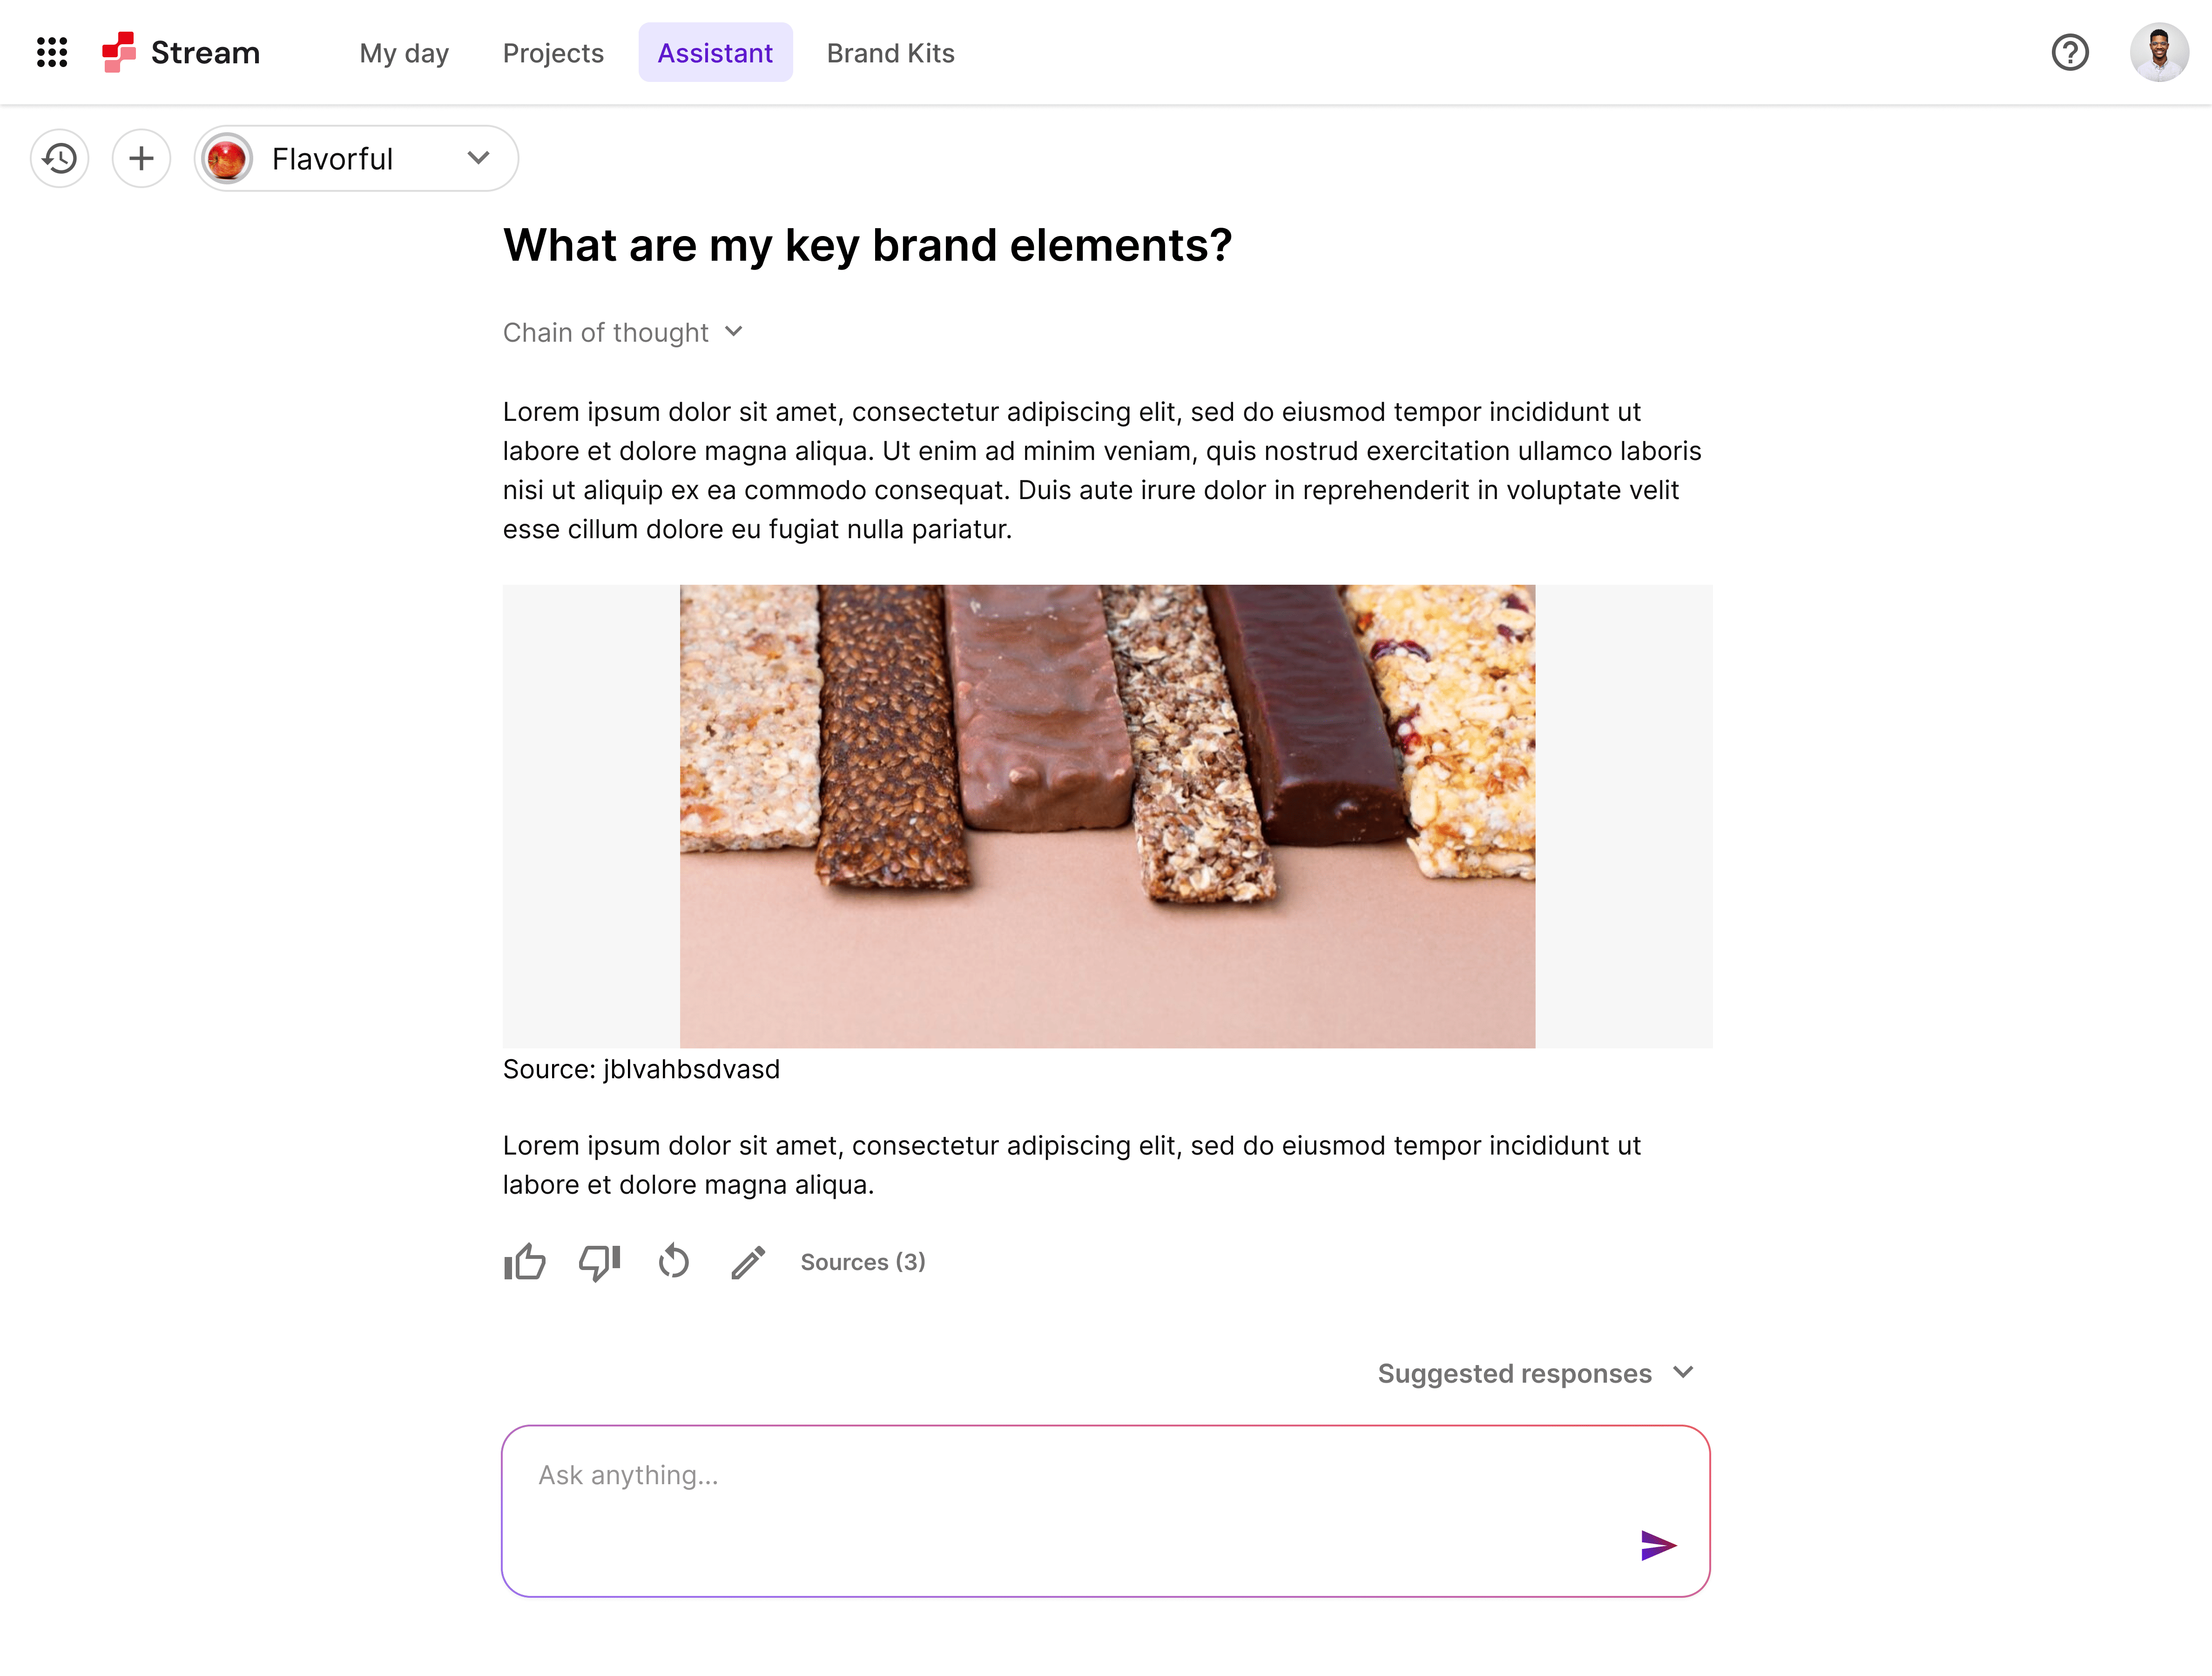 Stream
My day
Projects
Assistant
Brand Kits
Flavorful
What are my key brand elements?
Chain of thought
Lorem ipsum dolor sit amet, consectetur adipiscing elit, sed do eiusmod tempor incididunt ut
labore et dolore magna aliqua. Ut enim ad minim veniam, quis nostrud exercitation ullamco laboris
nisi ut aliquip ex ea commodo consequat. Duis aute irure dolor in reprehenderit in voluptate velit
esse cillum dolore eu fugiat nulla pariatur.
Source: jblvahbsdvasd
Lorem ipsum dolor sit amet, consectetur adipiscing elit, sed do eiusmod tempor incididunt ut
labore et dolore magna aliqua.
Sources (3)
Suggested responses
Ask anything...